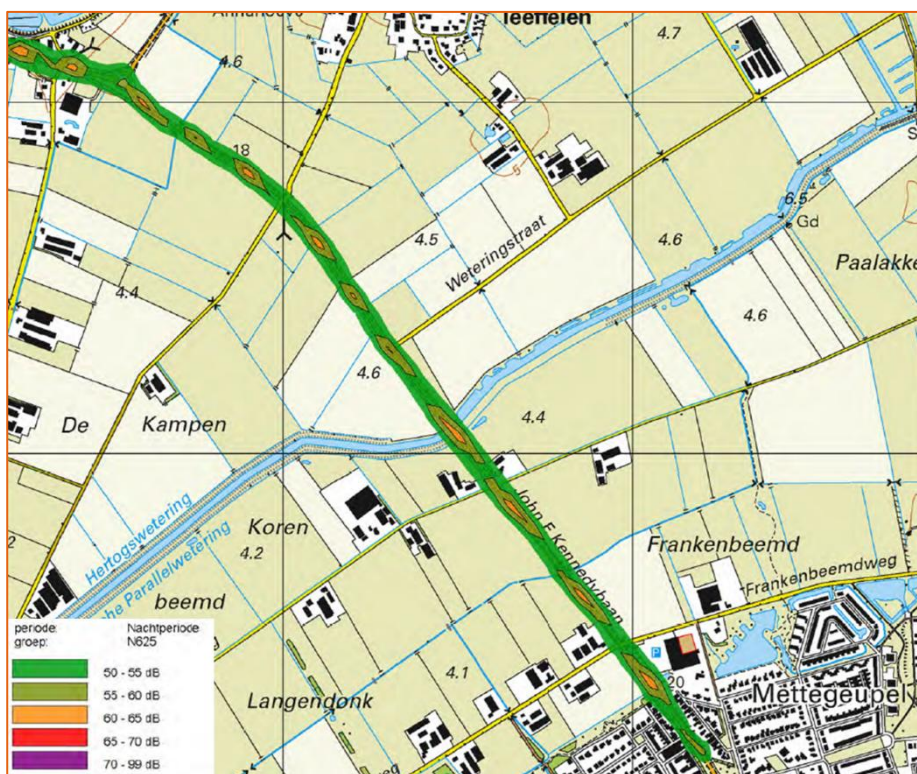 Teeffelen
4.7
4.6
18
6.5
Gd
4.5
Weteringstraat
4.6
Paalakke
4.4
4.6
4.6
De
Kampen
4.4
Hertogswetering
Koren
4.2
John F. Kennedybaan
Frankenbeemd
Frankenbeemdweg
beemd
che Parallelwetering
periode: Nachtperiode
groep: N625
50 - 55 dB
55 - 60 dB
60 - 65 dB
65 - 70 dB
70 - 99 dB
4.1
P
20
Langendonk
Mettegeupel